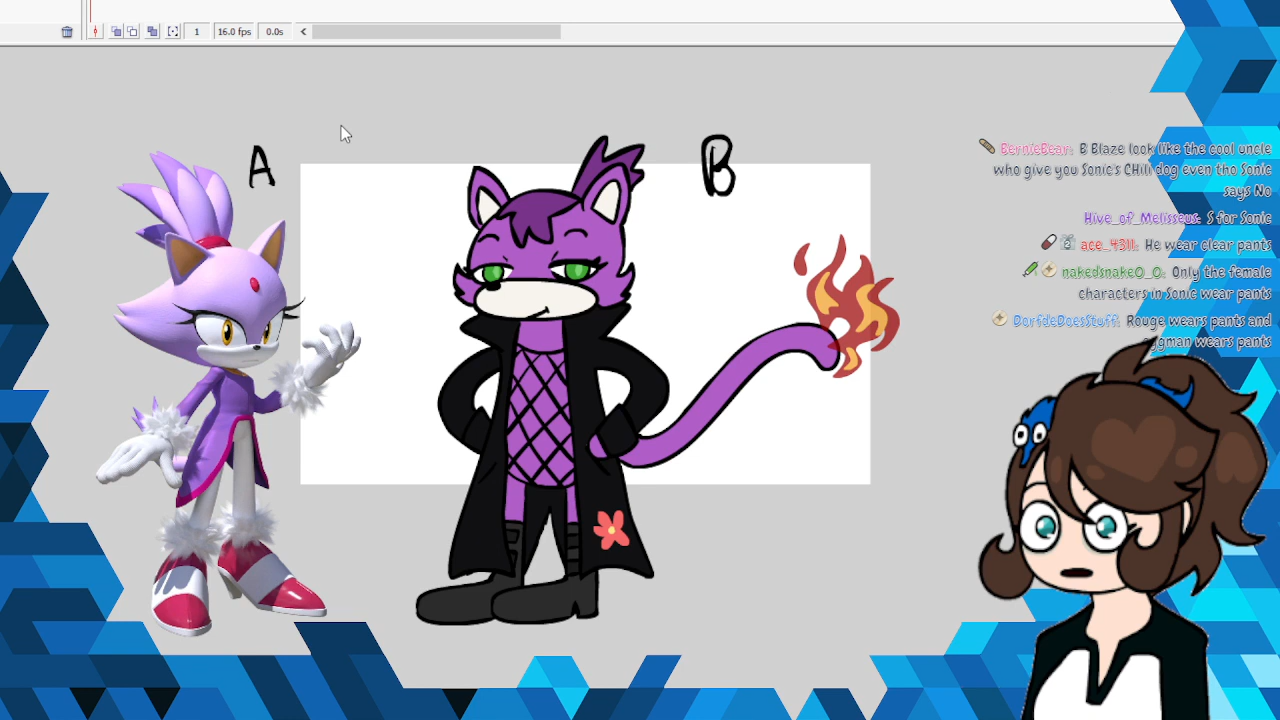 1 16.0 fps 0.0s
A
B
BernieBear: B Blaze look like the cool uncle
who give you Sonic's CHili dog even tho Sonic
says No
Hive_of_Melisseus: S for Sonic
2 ace_4311: He wear clear pants
nakedsnake0_0: Only the female
characters in Sonic wear pants
DorfdeDoesStuff: Rouge wears pants and
eggman wears pants